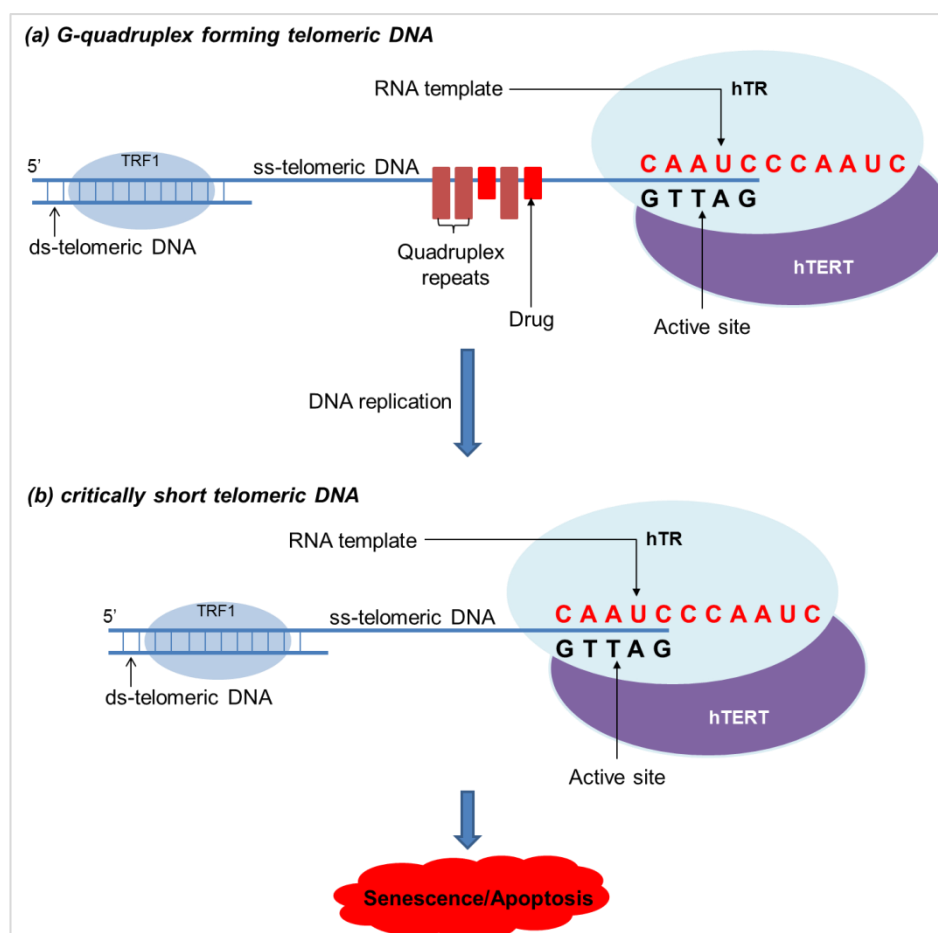 (a) G-quadruplex forming telomeric DNA
RNA template
hTR
5’
TRF1
ss-telomeric DNA
C A A U C C C A A U C
G T T A G
ds-telomeric DNA
Quadruplex
repeats
hTERT
Drug
Active site
DNA replication
(b) critically short telomeric DNA
RNA template
hTR
5’
TRF1
ss-telomeric DNA
C A A U C C C A A U C
G T T A G
ds-telomeric DNA
hTERT
Active site
Senescence/Apoptosis